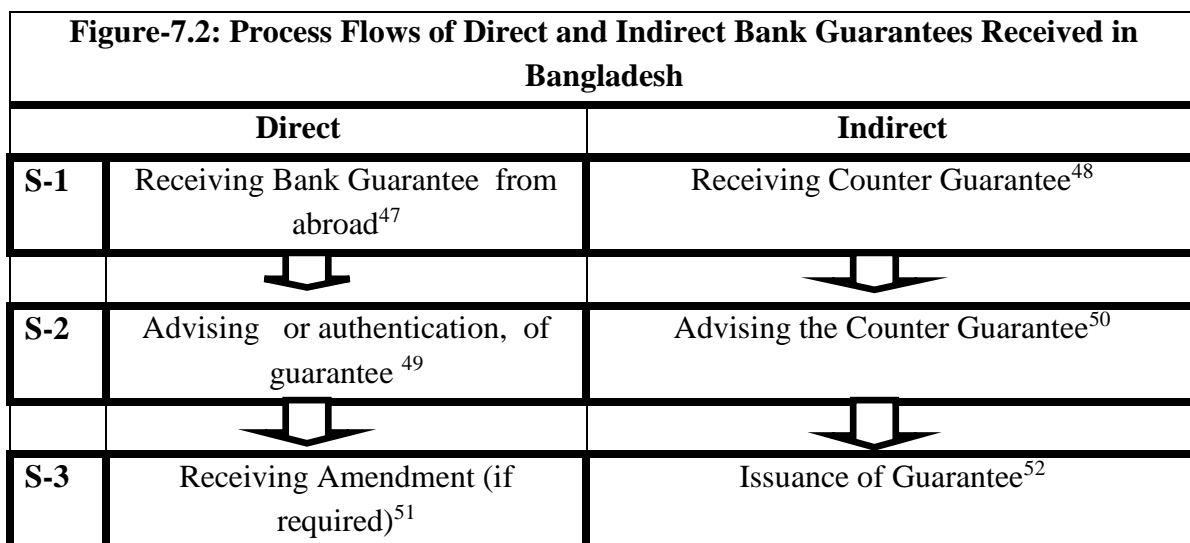 Figure-7.2: Process Flows of Direct and Indirect Bank Guarantees Received in
Bangladesh
Direct Indirect
S-1 Receiving Bank Guarantee from Receiving Counter Guarantee48
abroad47
S-2 Advising or authentication, of Advising the Counter Guarantee50
guarantee 49
S-3 Receiving Amendment (if Issuance of Guarantee52
required)51